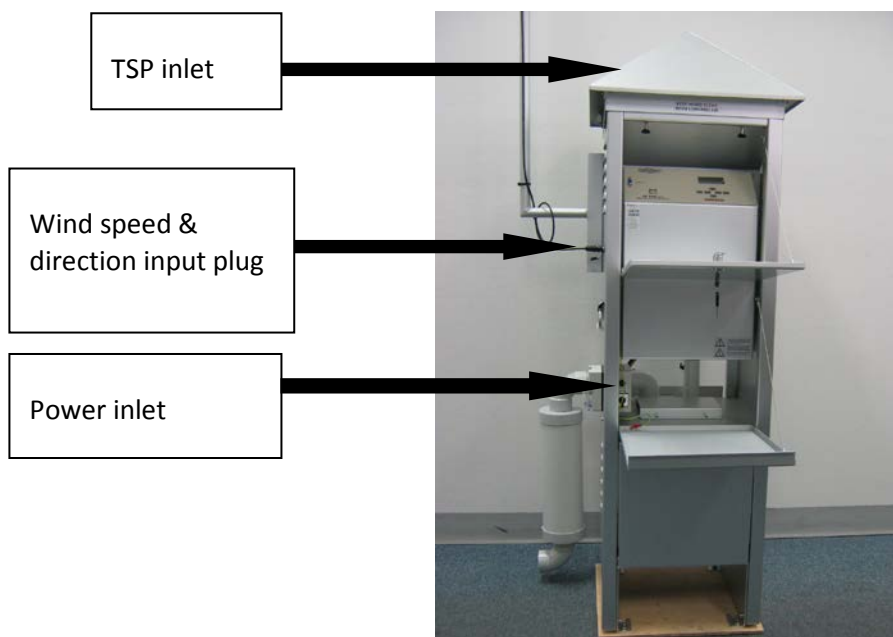 TSP inlet
Wind speed &
direction input plug
Power inlet